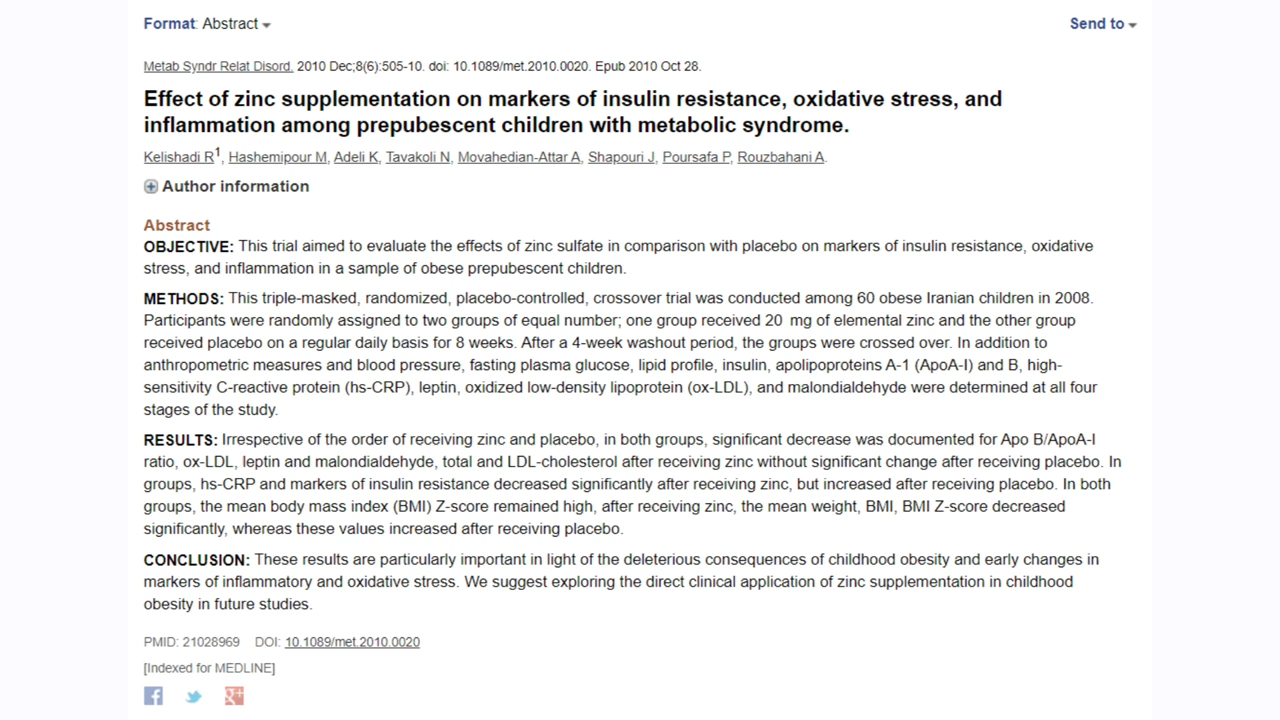 Format: Abstract
Send to
Metab Syndr Relat Disord. 2010 Dec;8(6):505-10. doi: 10.1089/met.2010.0020. Epub 2010 Oct 28.
Effect of zinc supplementation on markers of insulin resistance, oxidative stress, and
inflammation among prepubescent children with metabolic syndrome.
Kelishadi R1, Hashemipour M, Adeli K, Tavakoli N, Movahedian-Attar A, Shapouri J, Poursafa P, Rouzbahani A.
Author information
Abstract
OBJECTIVE: This trial aimed to evaluate the effects of zinc sulfate in comparison with placebo on markers of insulin resistance, oxidative
stress, and inflammation in a sample of obese prepubescent children.
METHODS: This triple-masked, randomized, placebo-controlled, crossover trial was conducted among 60 obese Iranian children in 2008.
Participants were randomly assigned to two groups of equal number; one group received 20 mg of elemental zinc and the other group
received placebo on a regular daily basis for 8 weeks. After a 4-week washout period, the groups were crossed over. In addition to
anthropometric measures and blood pressure, fasting plasma glucose, lipid profile, insulin, apolipoproteins A-1 (ApoA-I) and B, high-
sensitivity C-reactive protein (hs-CRP), leptin, oxidized low-density lipoprotein (ox-LDL), and malondialdehyde were determined at all four
stages of the study.
RESULTS: Irrespective of the order of receiving zinc and placebo, in both groups, significant decrease was documented for Apo B/ApoA-I
ratio, ox-LDL, leptin and malondialdehyde, total and LDL-cholesterol after receiving zinc without significant change after receiving placebo. In
groups, hs-CRP and markers of insulin resistance decreased significantly after receiving zinc, but increased after receiving placebo. In both
groups, the mean body mass index (BMI) Z-score remained high, after receiving zinc, the mean weight, BMI, BMI Z-score decreased
significantly, whereas these values increased after receiving placebo.
CONCLUSION: These results are particularly important in light of the deleterious consequences of childhood obesity and early changes in
markers of inflammatory and oxidative stress. We suggest exploring the direct clinical application of zinc supplementation in childhood
obesity in future studies.
PMID: 21028969 DOI: 10.1089/met.2010.0020
[Indexed for MEDLINE]
f
g+